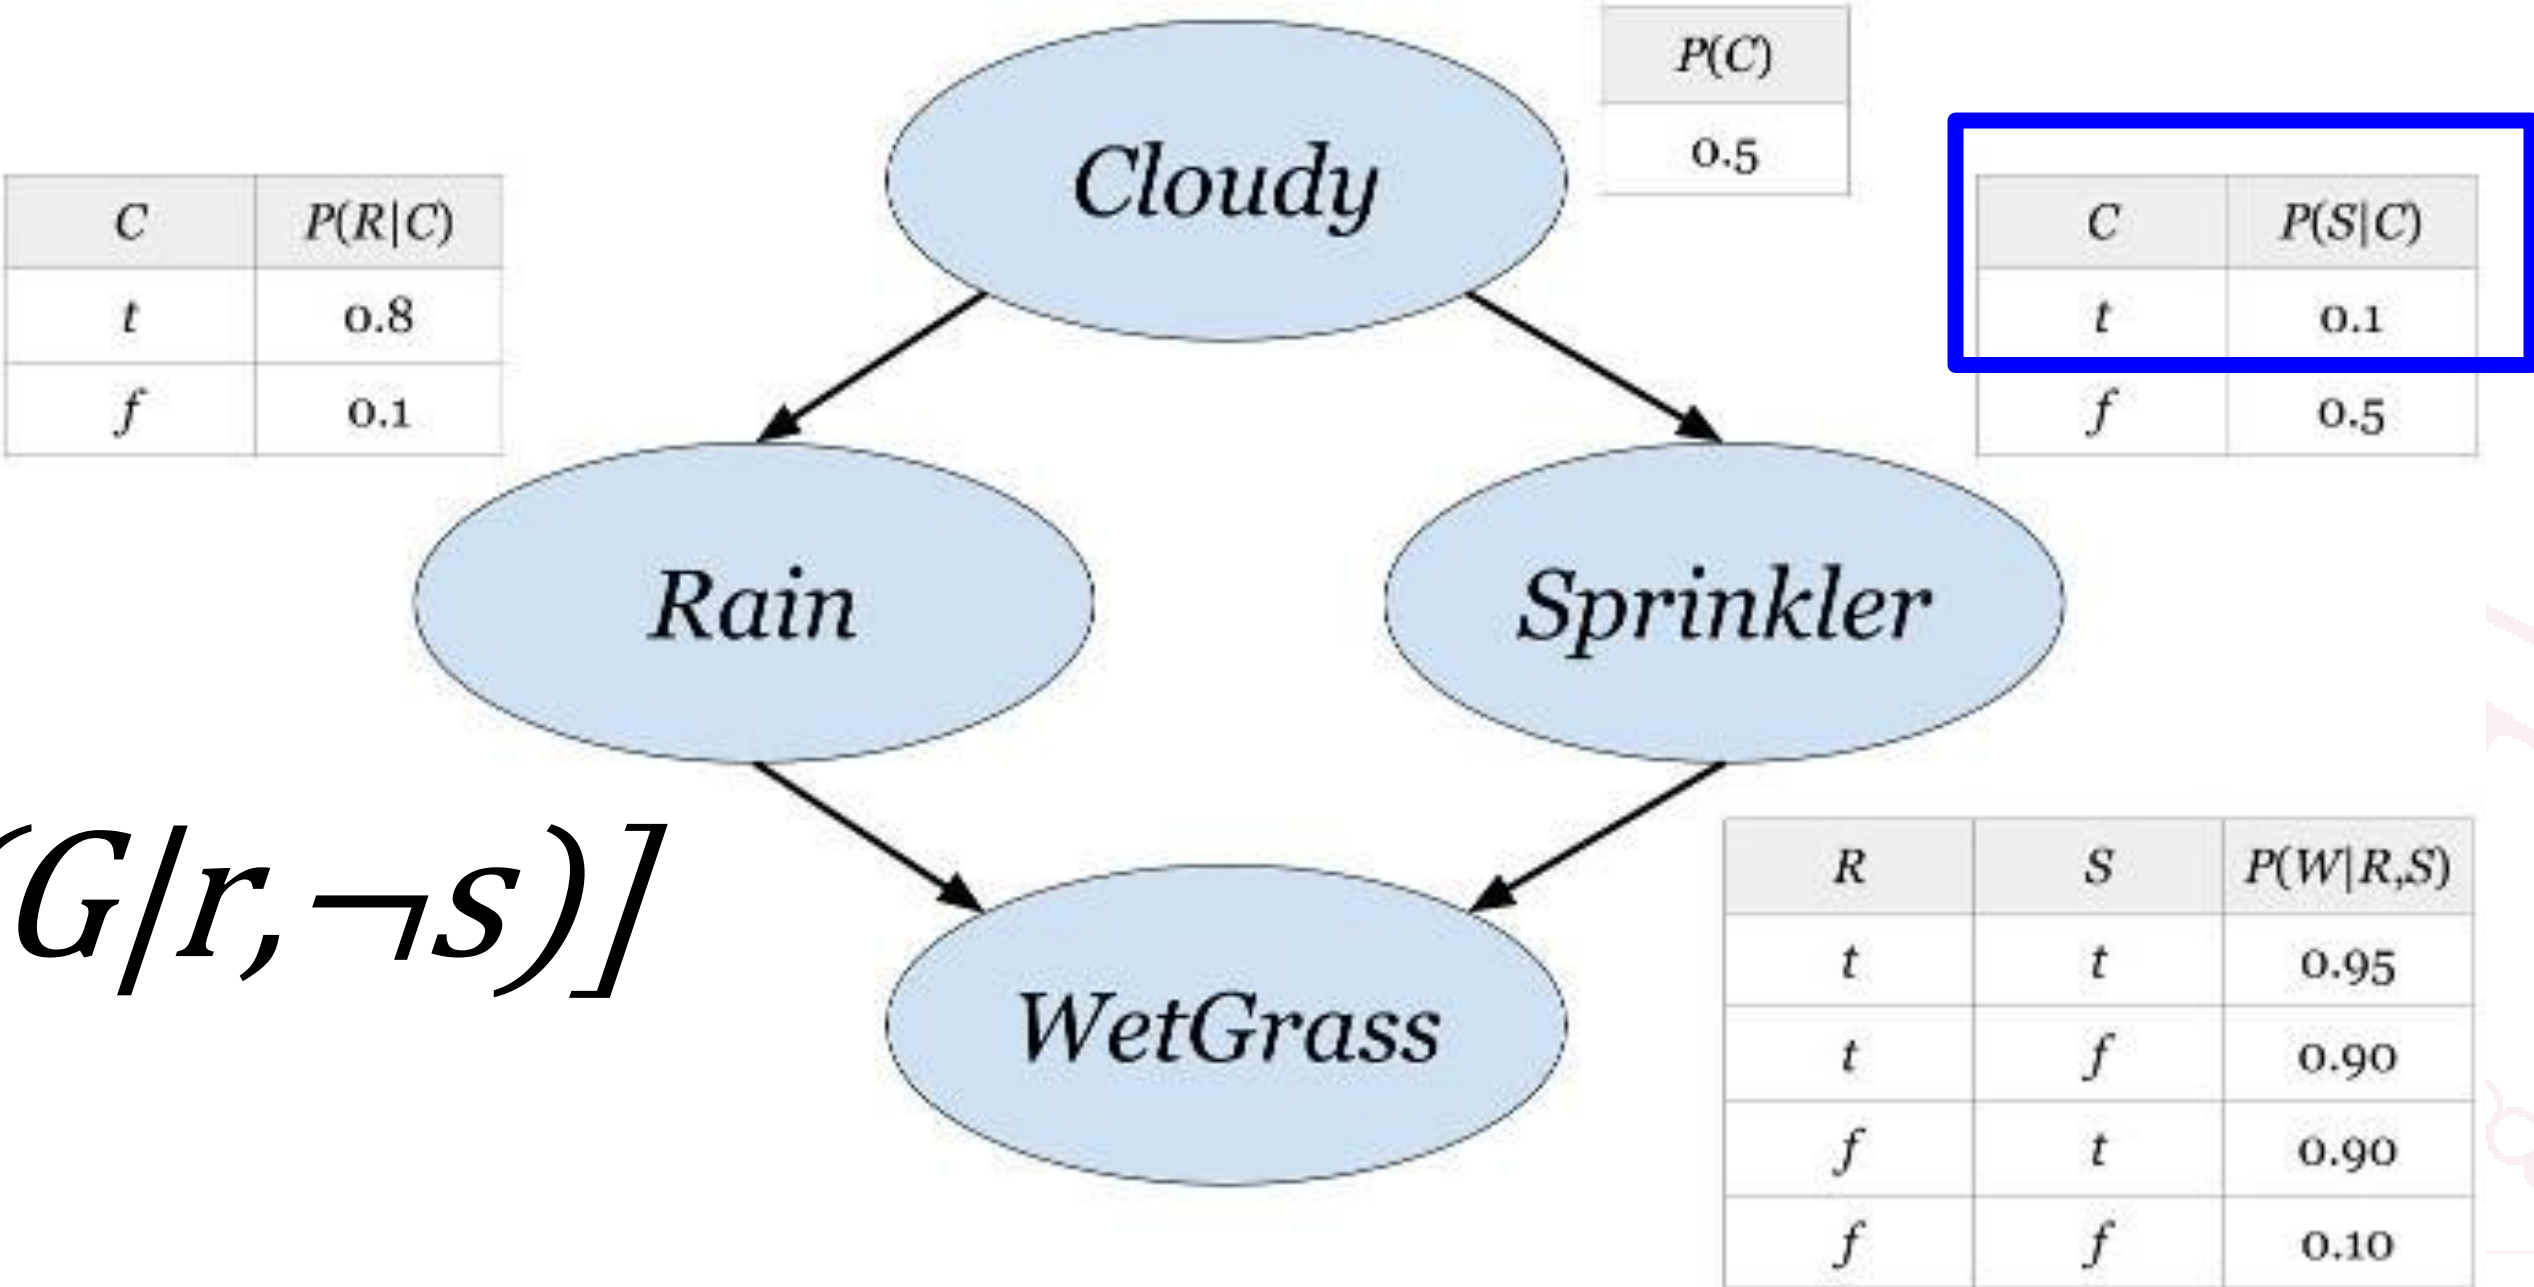 P(C)
0.5
Cloudy
C P(R|C)
t 0.8
f 0.1
C P(S|C)
t 0.1
f 0.5
Rain
Sprinkler
(G|r,¬s)]
WetGrass
R S P(W|R,S)
t t 0.95
t f 0.90
f t 0.90
f f 0.10